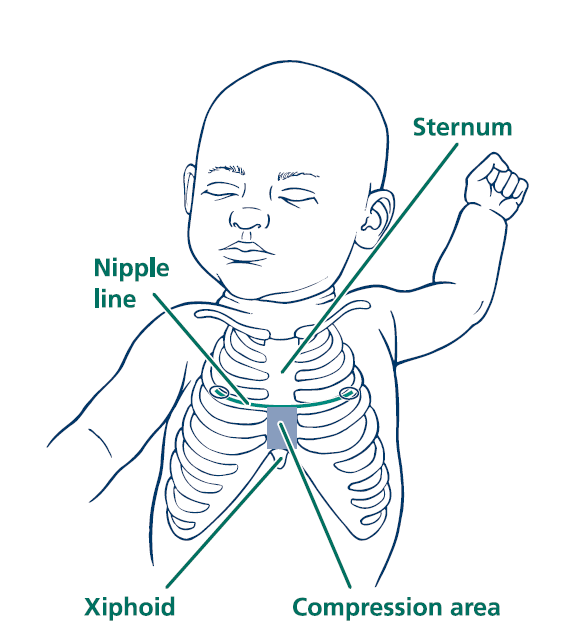 Sternum
Nipple
line
Xiphoid
Compression area